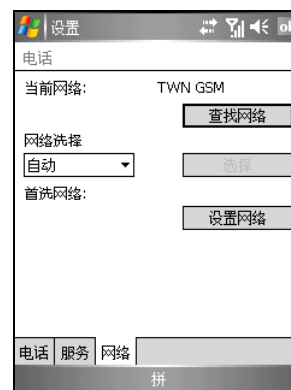 设置
ok
电话
当前网络: TWN GSM
查找网络
网络选择
自动 选择
首选网络:
设置网络
电话 服务 网络
拼